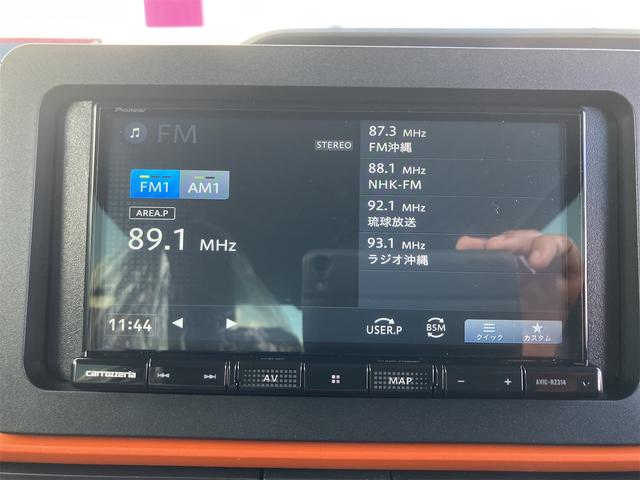 Pioneer
FM
STEREO
FM1
AM1
AREA.P
89.1 MHz
87.3 MHz
FM沖縄
88.1 MHz
NHK-FM
92.1 MHz
琉球放送
93.1 MHz
ラジオ沖縄
11:44
USER.P
BSM
クイック
カスタム
carrozzeria
AV
MAP
- +
AVIC-RZ314